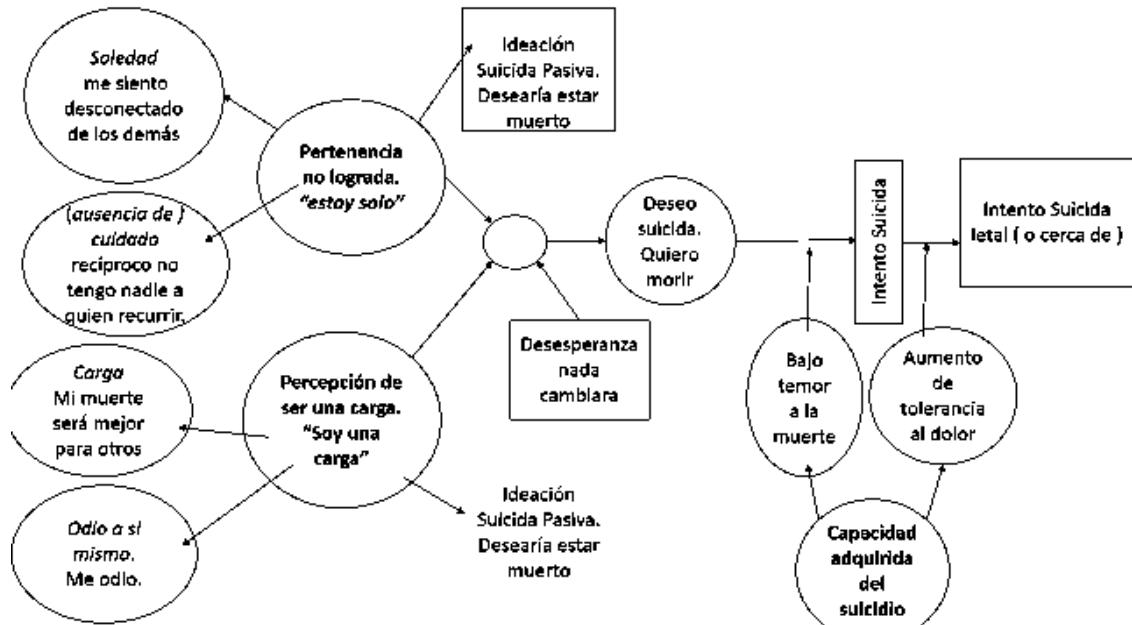 Soledad
me siento
desconectado
de los demás
(ausencia de )
cuidado
recíproco no
tengo nadie a
quien recurrir.
Carga
Mi muerte
será mejor
para otros
Odio a si
mismo.
Me odio.
Pertenencia
no lograda.
"estoy solo"
Percepción de
ser una carga.
"Soy una
carga"
Ideación
Suicida Pasiva.
Desearía estar
muerto
Desesperanza
nada
cambiara
Ideación
Suicida Pasiva.
Desearía estar
muerto
Deseo
suicida.
Quiero
morir
Bajo
temor
a la
muerte
Intento Suicida
Aumento
de
tolerancia
al dolor
Capacidad
adquirida
del
suicidio
Intento Suicida
letal ( o cerca de )